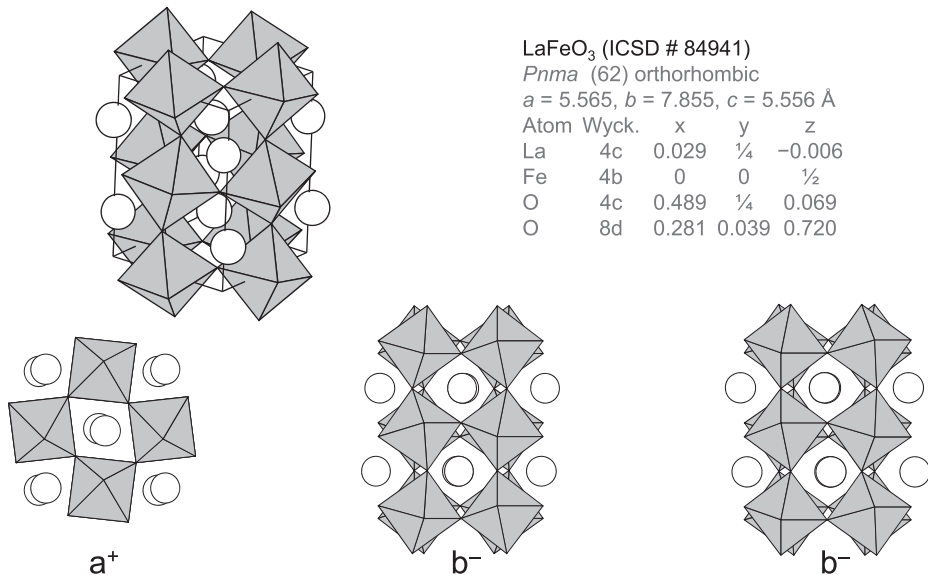 LaFeO₃ (ICSD # 84941)
Pnma (62) orthorhombic
a = 5.565, b = 7.855, c = 5.556 Å
Atom Wyck. x y z
La 4c 0.029 ¼ −0.006
Fe 4b 0 0 ½
O 4c 0.489 ¼ 0.069
O 8d 0.281 0.039 0.720
a⁺ b⁻ b⁻